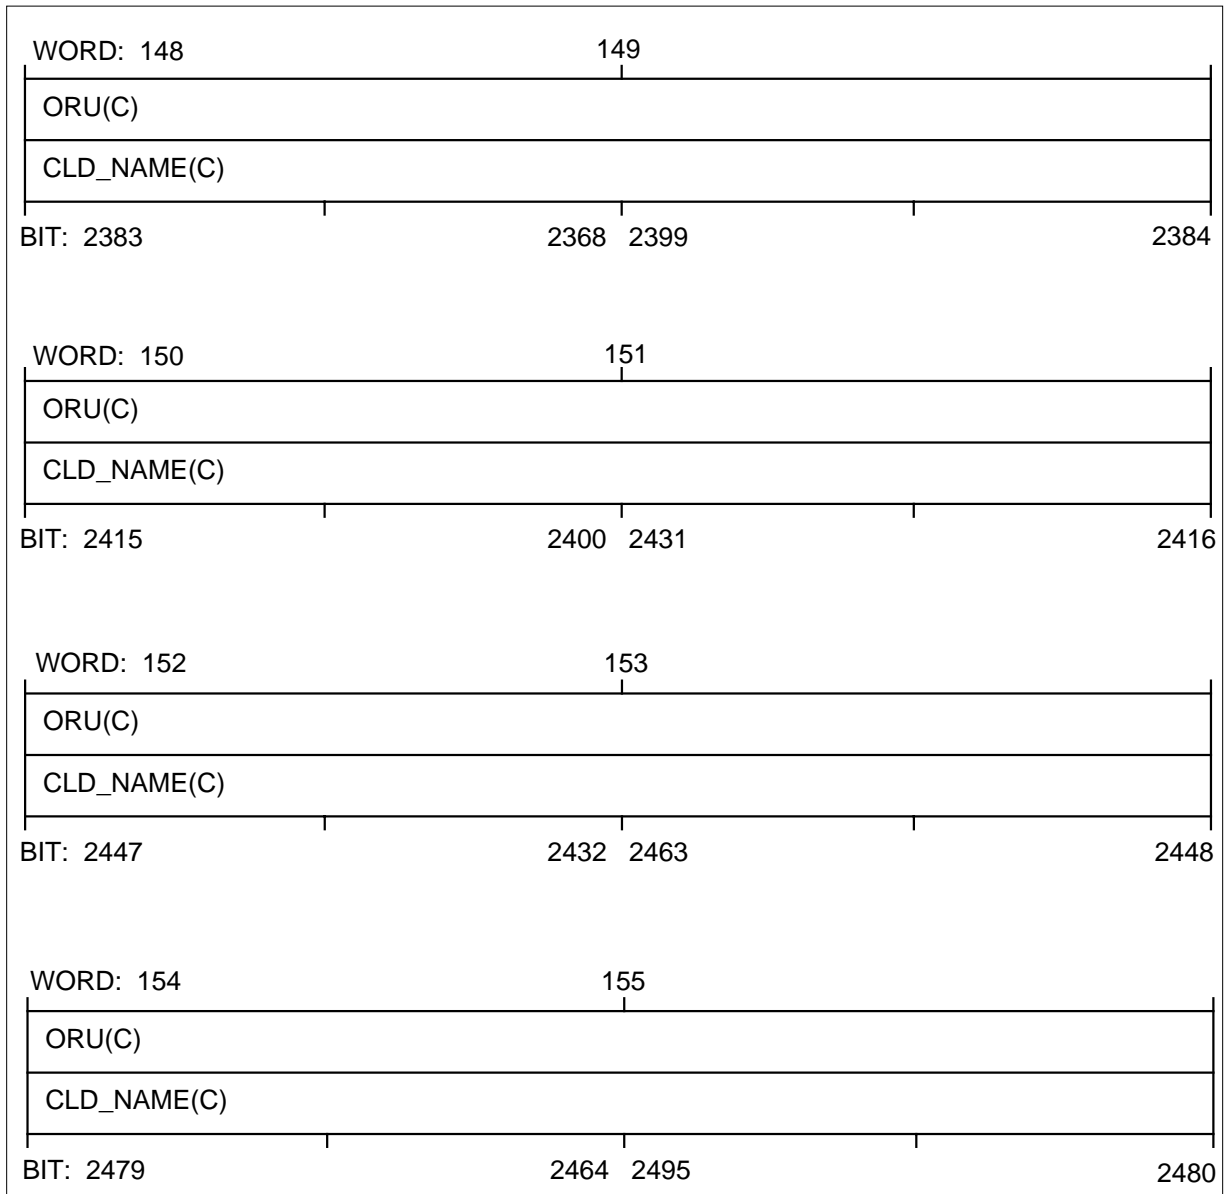 WORD: 148 149
ORU(C)
CLD_NAME(C)
BIT: 2383 2368 2399 2384
WORD: 150 151
ORU(C)
CLD_NAME(C)
BIT: 2415 2400 2431 2416
WORD: 152 153
ORU(C)
CLD_NAME(C)
BIT: 2447 2432 2463 2448
WORD: 154 155
ORU(C)
CLD_NAME(C)
BIT: 2479 2464 2495 2480